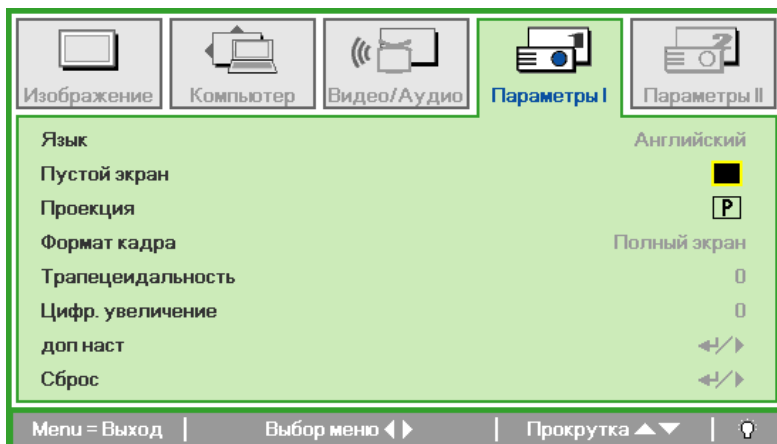 Изображение
Компьютер
Видео/Аудио
Параметры I
Параметры II
Язык Английский
Пустой экран
Проекция P
Формат кадра Полный экран
Трапецеидальность 0
Цифр. увеличение 0
доп наст
Сброс
Menu = Выход | Выбор меню | Прокрутка |